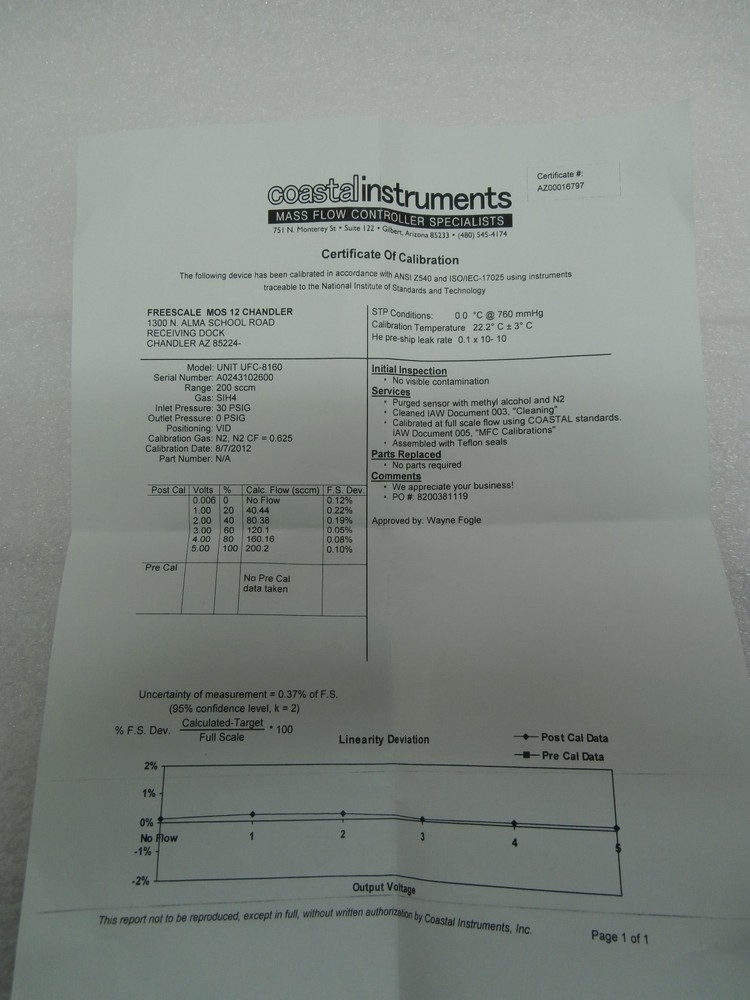 Certificate #:
AZ00016797
coastalinstruments
MASS FLOW CONTROLLER SPECIALISTS
751 N. Monterey St • Suite 122 • Gilbert, Arizona 85233 • (480) 545-4174
Certificate Of Calibration
The following device has been calibrated in accordance with ANSI Z540 and ISO/IEC-17025 using instruments
traceable to the National Institute of Standards and Technology
FREESCALE MOS 12 CHANDLER
1300 N. ALMA SCHOOL ROAD
RECEIVING DOCK
CHANDLER AZ 85224-
STP Conditions: 0.0 °C @ 760 mmHg
Calibration Temperature 22.2° C ± 3° C
He pre-ship leak rate 0.1 x 10- 10
Model: UNIT UFC-8160
Serial Number: A0243102600
Range: 200 sccm
Gas: SIH4
Inlet Pressure: 30 PSIG
Outlet Pressure: 0 PSIG
Positioning: VID
Calibration Gas: N2, N2 CF = 0.625
Calibration Date: 8/7/2012
Part Number: N/A
Initial Inspection
• No visible contamination
Services
• Purged sensor with methyl alcohol and N2
• Cleaned IAW Document 003, "Cleaning"
• Calibrated at full scale flow using COASTAL standards.
IAW Document 005, "MFC Calibrations"
• Assembled with Teflon seals
Parts Replaced
• No parts required
Comments
• We appreciate your business!
• PO #: 8200381119
Approved by: Wayne Fogle
Post Cal Volts % Calc. Flow (sccm) F.S. Dev.
0.006 0 No Flow 0.12%
1.00 20 40.44 0.22%
2.00 40 80.38 0.19%
3.00 60 120.1 0.05%
4.00 80 160.16 0.08%
5.00 100 200.2 0.10%
Pre Cal
No Pre Cal
data taken
Uncertainty of measurement = 0.37% of F.S.
(95% confidence level, k = 2)
% F.S. Dev. Calculated-Target * 100
Full Scale
Linearity Deviation
Post Cal Data
Pre Cal Data
2%
1%
0%
No Flow 1 2 3 4 5
-1%
-2%
Output Voltage
This report not to be reproduced, except in full, without written authorization by Coastal Instruments, Inc.
Page 1 of 1